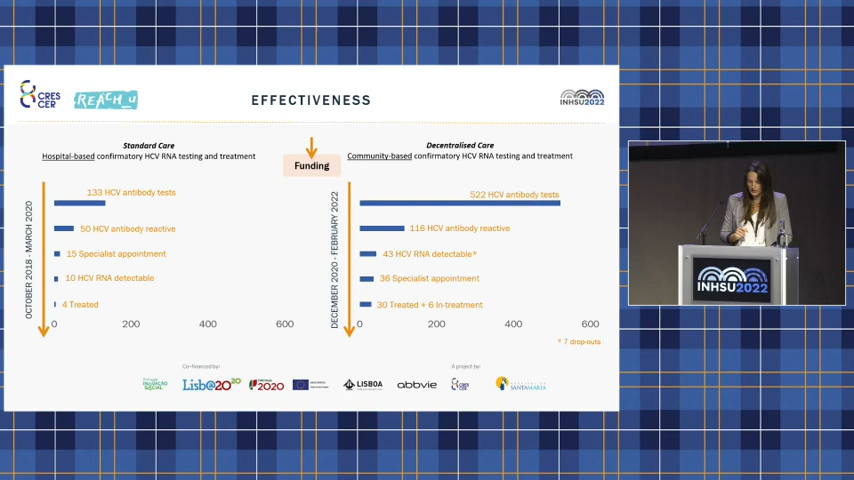 CRES
CER
REACH_U
EFFECTIVENESS
INHSU2022
Standard Care
Hospital-based confirmatory HCV RNA testing and treatment
Funding
Decentralised Care
Community-based confirmatory HCV RNA testing and treatment
OCTOBER 2018 - MARCH 2020
133 HCV antibody tests
50 HCV antibody reactive
15 Specialist appointment
10 HCV RNA detectable
4 Treated
0 200 400 600
DECEMBER 2020 - FEBRUARY 2022
522 HCV antibody tests
116 HCV antibody reactive
43 HCV RNA detectable*
36 Specialist appointment
30 Treated + 6 In-treatment
0 200 400 600
* 7 drop-outs
Co-financed by:
A project by:
Lisb@2020
2020
LISBOA
abbvie
CRES
CER
SANTAMARIA
INHSU2022